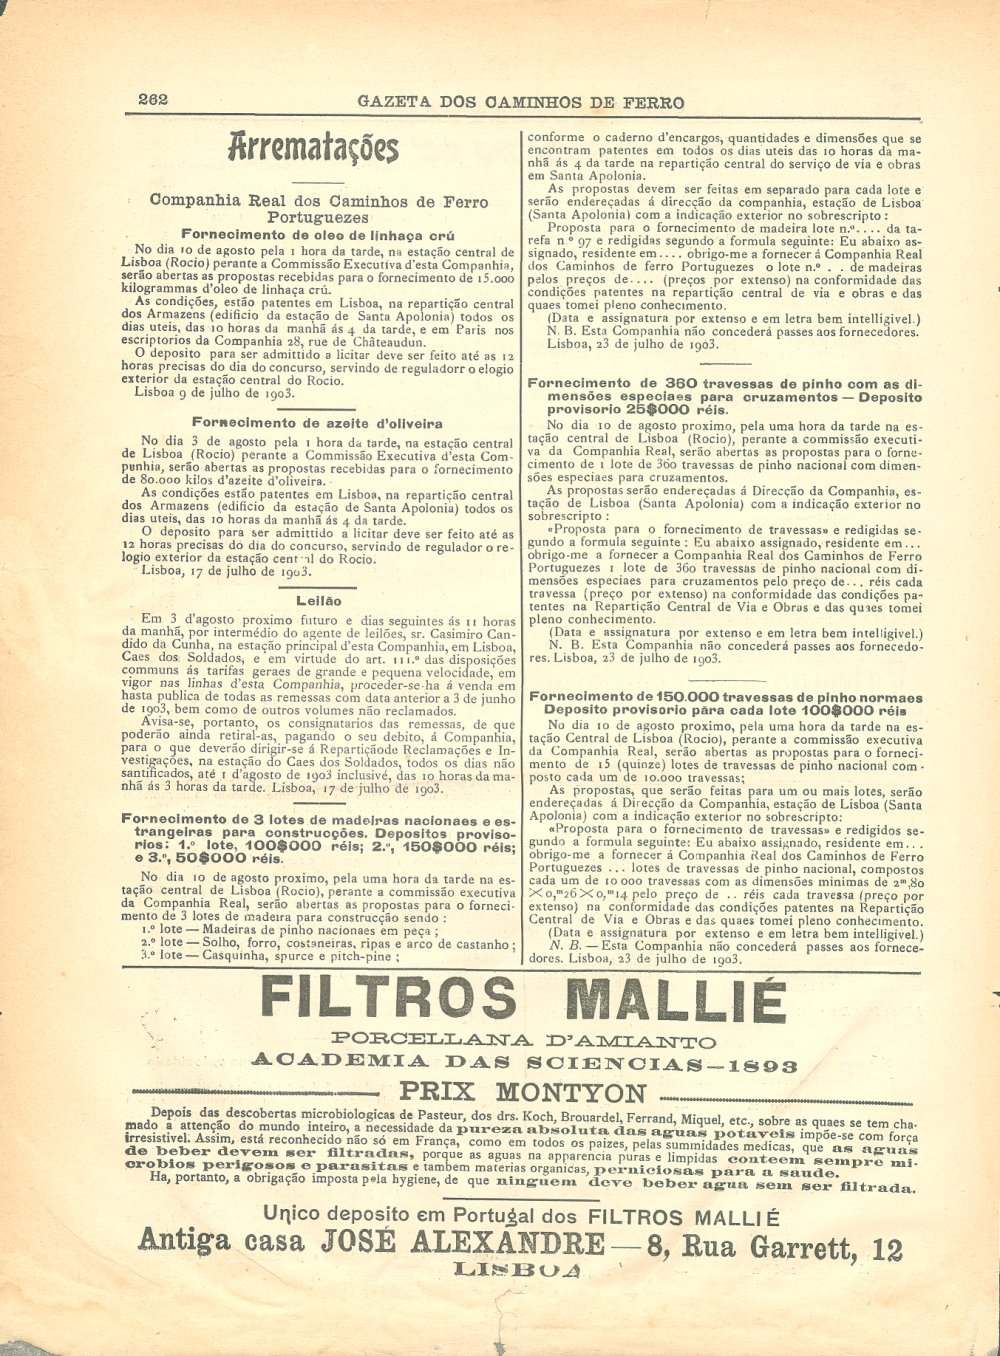 262
GAZETA DOS CAMINHOS DE FERRO
Arrematações
Companhia Real dos Caminhos de Ferro
Portuguezes
Fornecimento de oleo de linhaça crú
No dia 10 de agosto pela 1 hora da tarde, na estação central de
Lisboa (Rocio) perante a Commissão Executiva d'esta Companhia,
serão abertas as propostas recebidas para o fornecimento de 15.000
kilogrammas d'oleo de linhaça crú.
As condições, estão patentes em Lisboa, na repartição central
dos Armazens (edificio da estação de Santa Apolonia) todos os
dias uteis, das 10 horas da manhã ás 4 da tarde, e em Paris nos
escriptorios da Companhia 28, rue de Châteaudun.
O deposito para ser admittido a licitar deve ser feito até as 12
horas precisas do dia do concurso, servindo de reguladorr o elogio
exterior da estação central do Rocio.
Lisboa 9 de julho de 1903.
Fornecimento de azeite d'oliveira
No dia 3 de agosto pela 1 hora da tarde, na estação central
de Lisboa (Rocio) perante a Commissão Executiva d'esta Com-
panhia, serão abertas as propostas recebidas para o fornecimento
de 80.000 kilos d'azeite d'oliveira.
As condições estão patentes em Lisboa, na repartição central
dos Armazens (edificio da estação de Santa Apolonia) todos os
dias uteis, das 10 horas da manhã ás 4 da tarde.
O deposito para ser admittido a licitar deve ser feito até as
12 horas precisas do dia do concurso, servindo de regulador o re-
logio exterior da estação central do Rocio.
Lisboa, 17 de julho de 1903.
Leilão
Em 3 d'agosto proximo futuro e dias seguintes ás 11 horas
da manhã, por intermédio do agente de leilões, sr. Casimiro Can-
dido da Cunha, na estação principal d'esta Companhia, em Lisboa,
Caes dos Soldados, e em virtude do art. 111.º das disposições
communs ás tarifas geraes de grande e pequena velocidade, em
vigor nas linhas d'esta Companhia, proceder-se-ha á venda em
hasta publica de todas as remessas com data anterior a 3 de junho
de 1903, bem como de outros volumes não reclamados.
Avisa-se, portanto, os consignatarios das remessas, de que
poderão ainda retiral-as, pagando o seu debito, á Companhia,
para o que deverão dirigir-se á Repartiçãode Reclamações e In-
vestigações, na estação do Caes dos Soldados, todos os dias não
santificados, até 1 d'agosto de 1903 inclusivé, das 10 horas da ma-
nhã ás 3 horas da tarde. Lisboa, 17 de julho de 1903.
Fornecimento de 3 lotes de madeiras nacionaes e es-
trangeiras para construcções. Depositos proviso-
rios: 1.º lote, 100$000 réis; 2.º, 150$000 réis;
e 3.º, 50$000 réis.
No dia 10 de agosto proximo, pela uma hora da tarde na es-
tação central de Lisboa (Rocio), perante a commissão executiva
da Companhia Real, serão abertas as propostas para o forneci-
mento de 3 lotes de madeira para construcção sendo :
1.º lote — Madeiras de pinho nacionaes em peça ;
2.º lote — Solho, forro, costaneiras, ripas e arco de castanho ;
3.º lote — Casquinha, spurce e pitch-pine ;
conforme o caderno d'encargos, quantidades e dimensões que se
encontram patentes em todos os dias uteis das 10 horas da ma-
nhã ás 4 da tarde na repartição central do serviço de via e obras
em Santa Apolonia.
As propostas devem ser feitas em separado para cada lote e
serão endereçadas á direcção da companhia, estação de Lisboa
(Santa Apolonia) com a indicação exterior no sobrescripto :
Proposta para o fornecimento de madeira lote n.º.... da ta-
refa n.º 97 e redigidas segundo a formula seguinte: Eu abaixo as-
signado, residente em.... obrigo-me a fornecer á Companhia Real
dos Caminhos de ferro Portuguezes o lote n.º . . de madeiras
pelos preços de.... (preços por extenso) na conformidade das
condições patentes na repartição central de via e obras e das
quaes tomei pleno conhecimento.
(Data e assignatura por extenso e em letra bem intelligivel.)
N. B. Esta Companhia não concederá passes aos fornecedores.
Lisboa, 23 de julho de 1903.
Fornecimento de 360 travessas de pinho com as di-
mensões especiaes para cruzamentos — Deposito
provisorio 25$000 réis.
No dia 10 de agosto proximo, pela uma hora da tarde na es-
tação central de Lisboa (Rocio), perante a commissão executi-
va da Companhia Real, serão abertas as propostas para o forne-
cimento de 1 lote de 360 travessas de pinho nacional com dimen-
sões especiaes para cruzamentos.
As propostas serão endereçadas á Direcção da Companhia, es-
tação de Lisboa (Santa Apolonia) com a indicação exterior no
sobrescripto :
«Proposta para o fornecimento de travessas» e redigidas se-
gundo a formula seguinte : Eu abaixo assignado, residente em...
obrigo-me a fornecer a Companhia Real dos Caminhos de Ferro
Portuguezes 1 lote de 360 travessas de pinho nacional com di-
mensões especiaes para cruzamentos pelo preço de... réis cada
travessa (preço por extenso) na conformidade das condições pa-
tentes na Repartição Central de Via e Obras e das quaes tomei
pleno conhecimento.
(Data e assignatura por extenso e em letra bem intelligivel.)
N. B. Esta Companhia não concederá passes aos fornecedo-
res. Lisboa, 23 de julho de 1903.
Fornecimento de 150.000 travessas de pinho normaes
Deposito provisorio pára cada lote 100$000 réis
No dia 10 de agosto proximo, pela uma hora da tarde na es-
tação Central de Lisboa (Rocio), perante a commissão executiva
da Companhia Real, serão abertas as propostas para o forneci-
mento de 15 (quinze) lotes de travessas de pinho nacional com-
posto cada um de 10.000 travessas;
As propostas, que serão feitas para um ou mais lotes, serão
endereçadas á Direcção da Companhia, estação de Lisboa (Santa
Apolonia) com a indicação exterior no sobrescripto:
«Proposta para o fornecimento de travessas» e redigidos se-
gundo a formula seguinte: Eu abaixo assignado, residente em...
obrigo-me a fornecer á Companhia Real dos Caminhos de Ferro
Portuguezes ... lotes de travessas de pinho nacional, compostos
cada um de 10 000 travessas com as dimensões minimas de 2ᵐ,80
×0,ᵐ26×0,ᵐ14 pelo preço de .. réis cada travessa (preço por
extenso) na conformidade das condições patentes na Repartição
Central de Via e Obras e das quaes tomei pleno conhecimento.
(Data e assignatura por extenso e em letra bem intelligivel.)
N. B. — Esta Companhia não concederá passes aos fornece-
dores. Lisboa, 23 de julho de 1903.
FILTROS MALLIÉ
PORCELLANA D'AMIANTO
ACADEMIA DAS SCIENCIAS—1893
PRIX MONTYON
Depois das descobertas microbiologicas de Pasteur, dos drs. Koch, Brouardel, Ferrand, Miquel, etc., sobre as quaes se tem cha-
mado a attenção do mundo inteiro, a necessidade da pureza absoluta das aguas potaveis impõe-se com força
irresistivel. Assim, está reconhecido não só em França, como em todos os paizes, pelas summidades medicas, que as aguas
de beber devem ser filtradas, porque as aguas na apparencia puras e limpidas conteem sempre mi-
crobios perigosos e parasitas e tambem materias organicas, perniciosas para a saude.
Ha, portanto, a obrigação imposta pela hygiene, de que ninguem deve beber agua sem ser filtrada.
Unico deposito em Portugal dos FILTROS MALLIÉ
Antiga casa JOSÉ ALEXANDRE — 8, Rua Garrett, 12
LISBOA